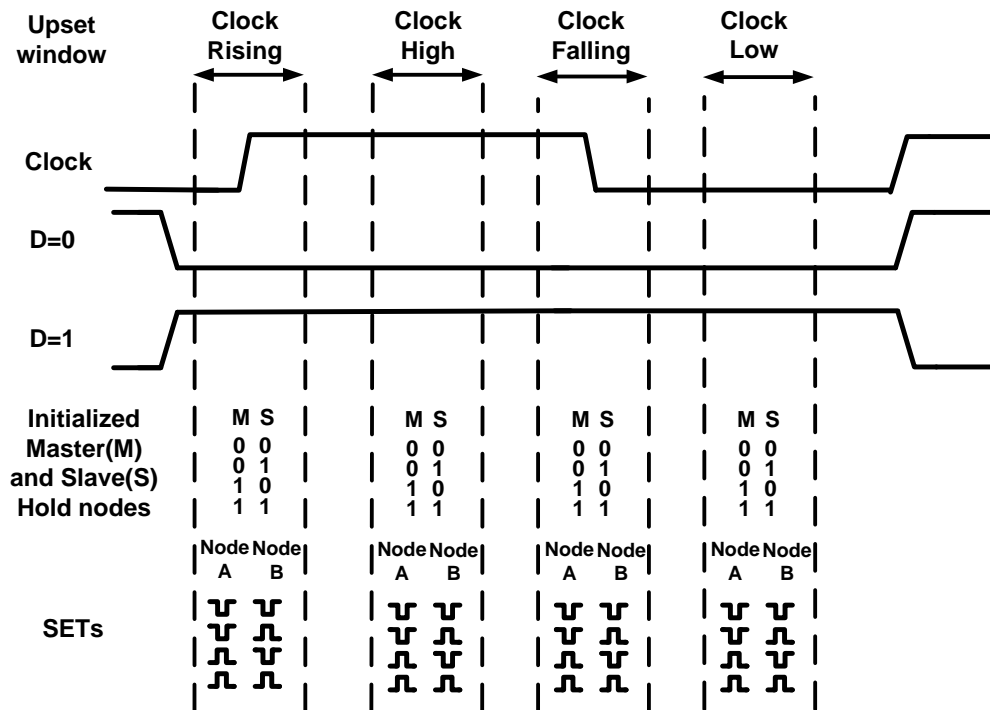 Upset window
Clock Rising
Clock High
Clock Falling
Clock Low
Clock
D=0
D=1
Initialized
Master(M)
and Slave(S)
Hold nodes
M S
0 0
0 1
1 0
1 1
M S
0 0
0 1
1 0
1 1
M S
0 0
0 1
1 0
1 1
M S
0 0
0 1
1 0
1 1
Node Node
A B
Node Node
A B
Node Node
A B
Node Node
A B
SETs